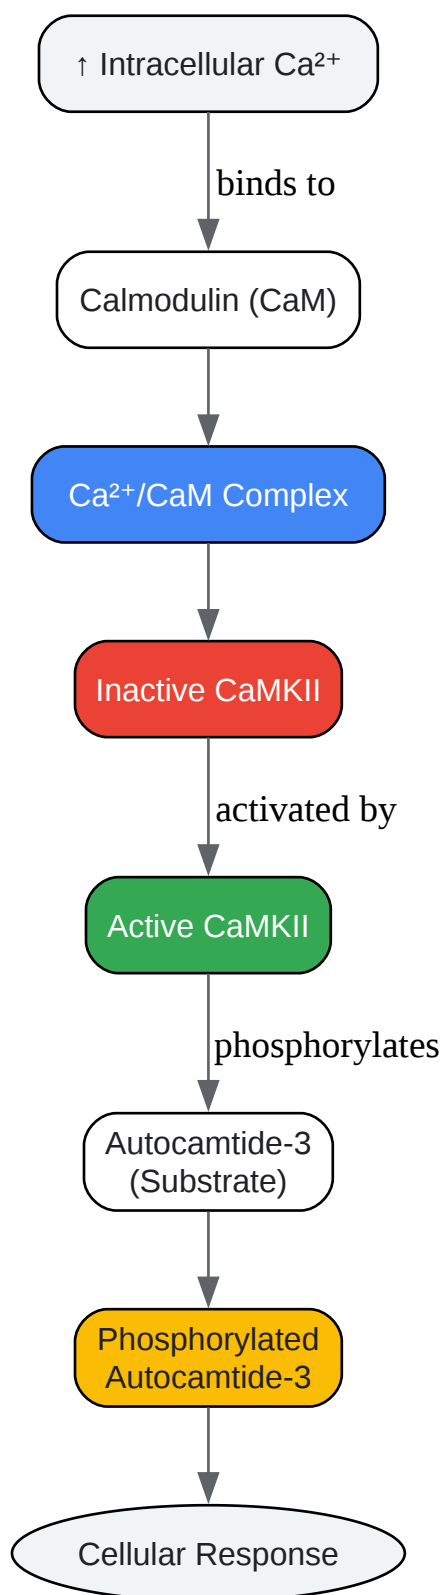 ↑ Intracellular Ca²⁺
binds to
Calmodulin (CaM)
Ca²⁺/CaM Complex
Inactive CaMKII
activated by
Active CaMKII
phosphorylates
Autocamtide-3
(Substrate)
Phosphorylated
Autocamtide-3
Cellular Response